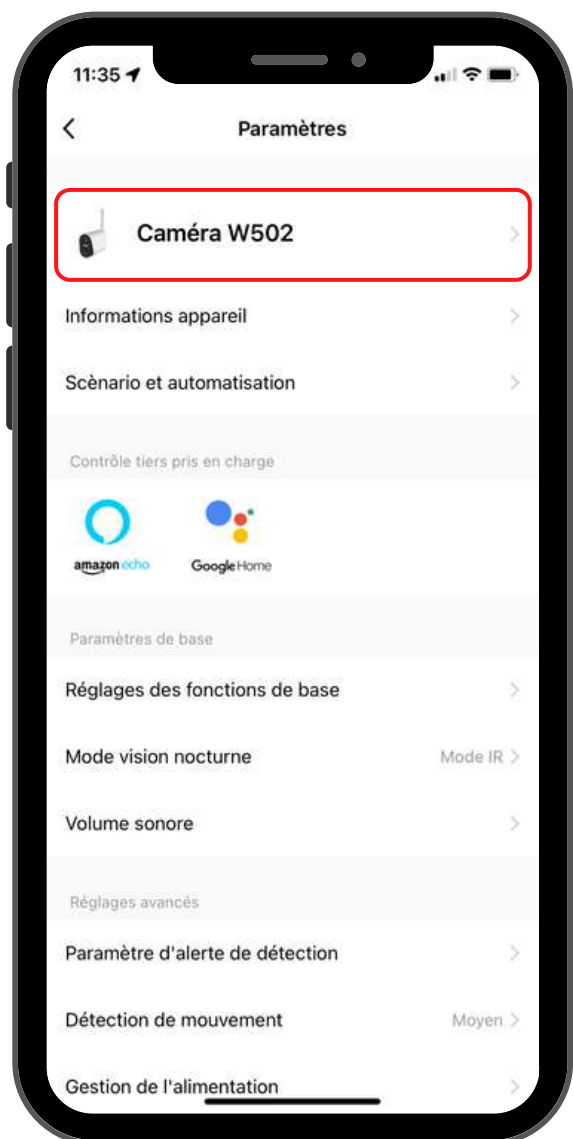 11:35
Paramètres
Caméra W502
Informations appareil
Scènario et automatisation
Contrôle tiers pris en charge
amazon echo
Google Home
Paramètres de base
Réglages des fonctions de base
Mode vision nocturne Mode IR
Volume sonore
Réglages avancés
Paramètre d'alerte de détection
Détection de mouvement Moyen
Gestion de l'alimentation